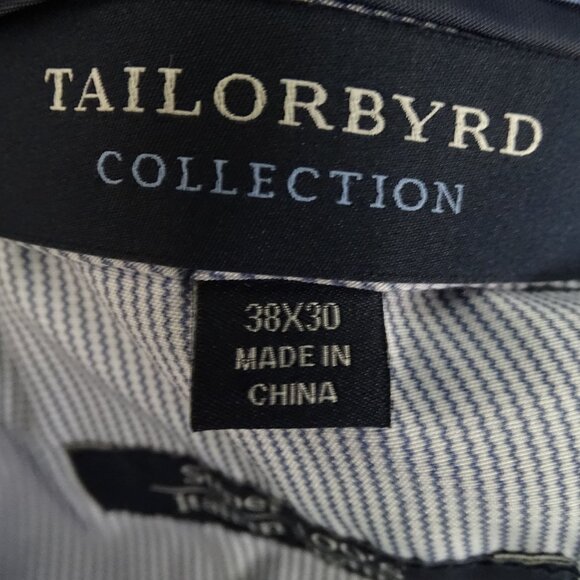 TAILORBYRD
COLLECTION
38X30
MADE IN
CHINA